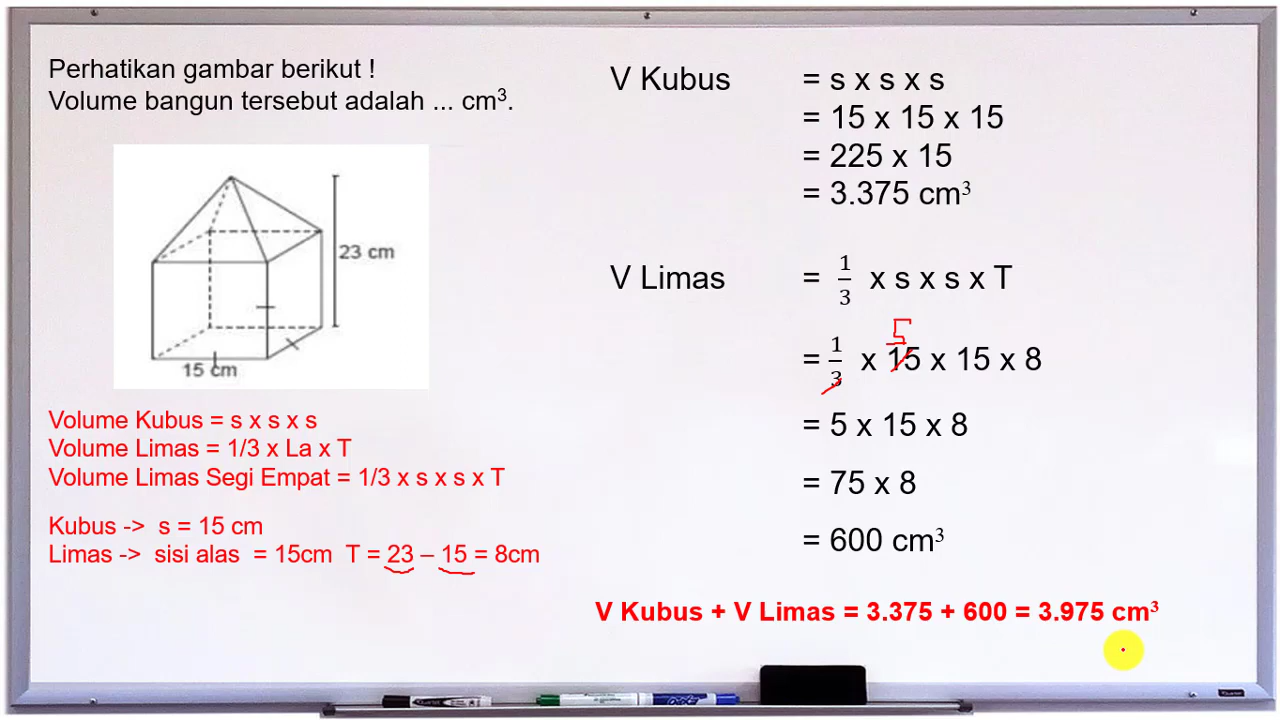 Perhatikan gambar berikut !
Volume bangun tersebut adalah ... cm³.
23 cm
15 cm
Volume Kubus = s x s x s
Volume Limas = 1/3 x La x T
Volume Limas Segi Empat = 1/3 x s x s x T
Kubus -> s = 15 cm
Limas -> sisi alas = 15cm T = 23 – 15 = 8cm
V Kubus = s x s x s
= 15 x 15 x 15
= 225 x 15
= 3.375 cm³
V Limas = 1/3 x s x s x T
5
= 1/3 x 15 x 15 x 8
= 5 x 15 x 8
= 75 x 8
= 600 cm³
V Kubus + V Limas = 3.375 + 600 = 3.975 cm³